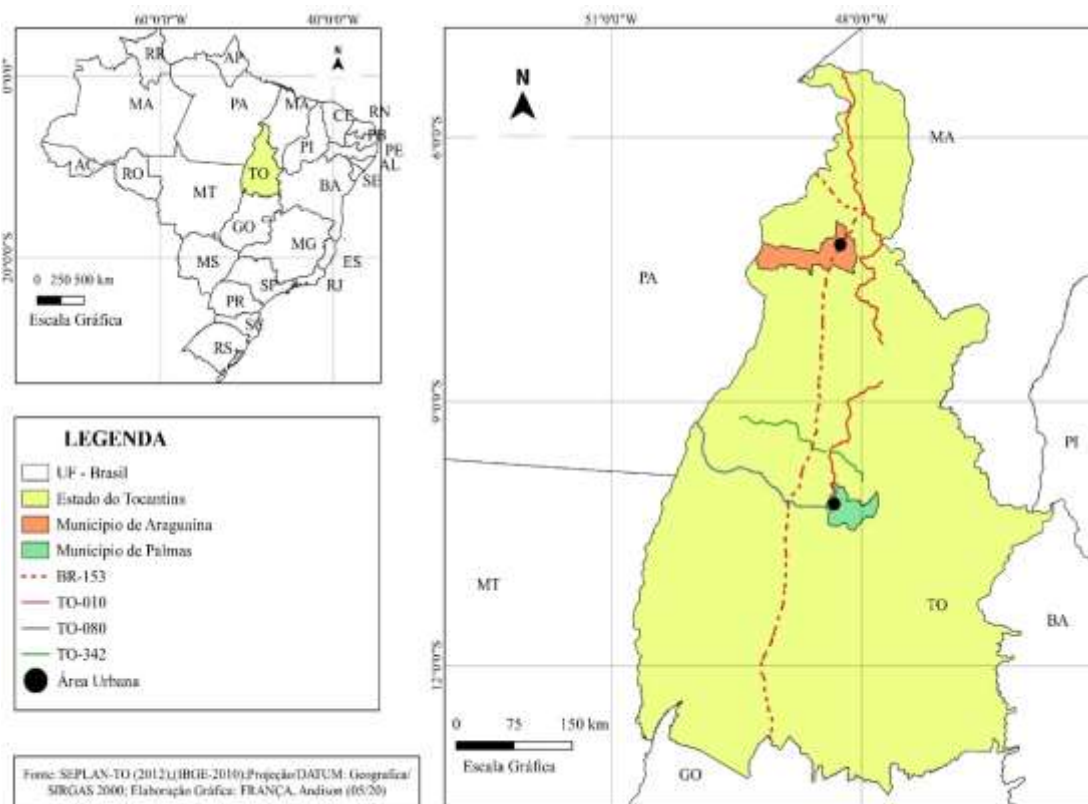 60°0'0"W 40°0'0"W
0°0'0"
20°0'0"S
N
RR
AP
MA
PA
MA
CE
RN
PB
PE
AL
SE
PI
AC
RO
TO
MT
BA
GO
MG
MS
ES
SP
RJ
PR
SC
RS
0 250 500 km
Escala Gráfica
LEGENDA
UF - Brasil
Estado do Tocantins
Município de Araguaína
Município de Palmas
BR-153
TO-010
TO-080
TO-342
Área Urbana
Fonte: SEPLAN-TO (2012);(IBGE-2010);Projeção/DATUM: Geografica/
SIRGAS 2000; Elaboração Gráfica: FRANÇA, Andison (05/20)
51°0'0"W 48°0'0"W
6°0'0"S
9°0'0"S
12°0'0"S
N
MA
PA
PI
MT
TO
BA
GO
0 75 150 km
Escala Gráfica